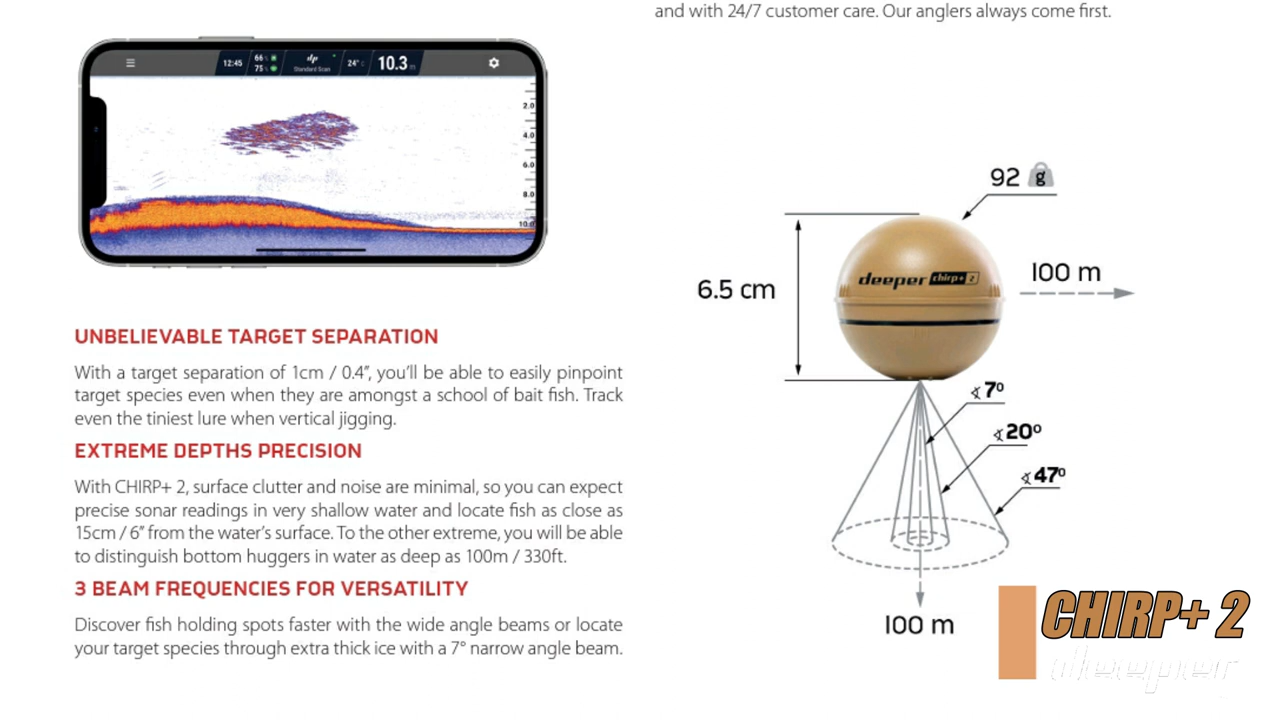 and with 24/7 customer care. Our anglers always come first.
12:45
66%
75%
dp
Standard Scan
24°
10.3 m
2.0
4.0
6.0
8.0
10.0
UNBELIEVABLE TARGET SEPARATION
With a target separation of 1cm / 0.4”, you’ll be able to easily pinpoint
target species even when they are amongst a school of bait fish. Track
even the tiniest lure when vertical jigging.
EXTREME DEPTHS PRECISION
With CHIRP+ 2, surface clutter and noise are minimal, so you can expect
precise sonar readings in very shallow water and locate fish as close as
15cm / 6” from the water’s surface. To the other extreme, you will be able
to distinguish bottom huggers in water as deep as 100m / 330ft.
3 BEAM FREQUENCIES FOR VERSATILITY
Discover fish holding spots faster with the wide angle beams or locate
your target species through extra thick ice with a 7° narrow angle beam.
92 g
6.5 cm
deeper chirp+ 2
100 m
∢7º
∢20º
∢47º
100 m
CHIRP+ 2
deeper